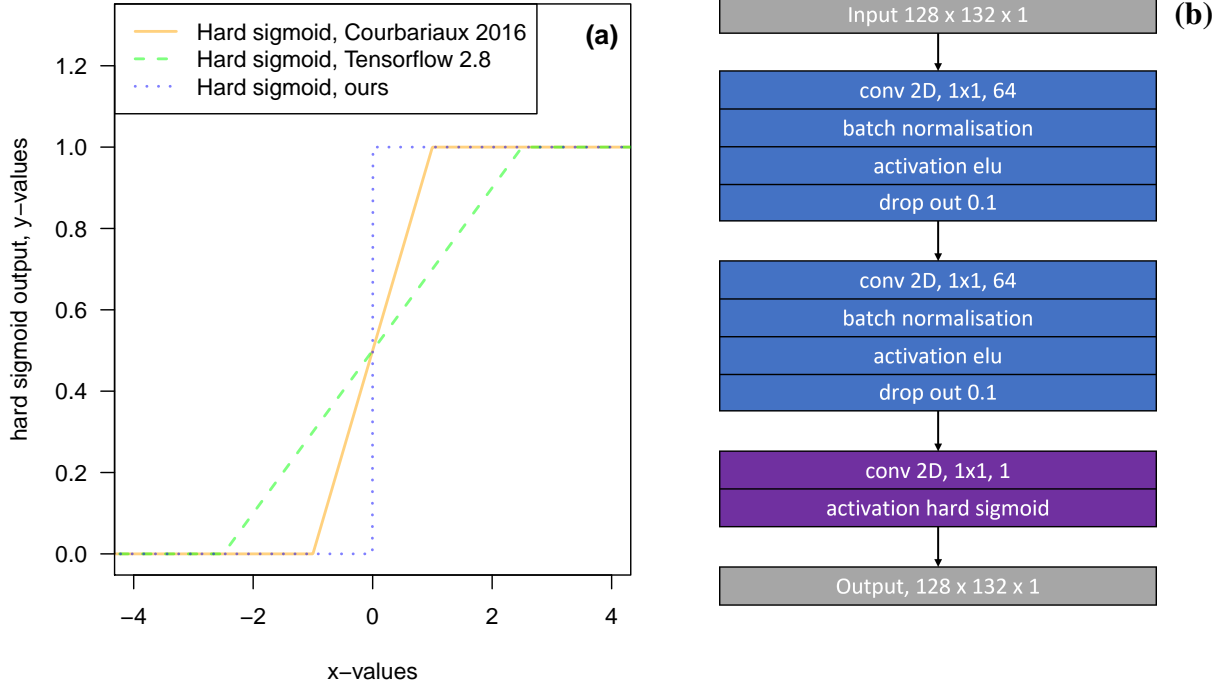 Hard sigmoid, Courbariaux 2016
Hard sigmoid, Tensorflow 2.8
Hard sigmoid, ours
(a)
hard sigmoid output, y−values
1.2
1.0
0.8
0.6
0.4
0.2
0.0
−4
−2
0
2
4
x−values
(b)
Input 128 x 132 x 1
conv 2D, 1x1, 64
batch normalisation
activation elu
drop out 0.1
conv 2D, 1x1, 64
batch normalisation
activation elu
drop out 0.1
conv 2D, 1x1, 1
activation hard sigmoid
Output, 128 x 132 x 1